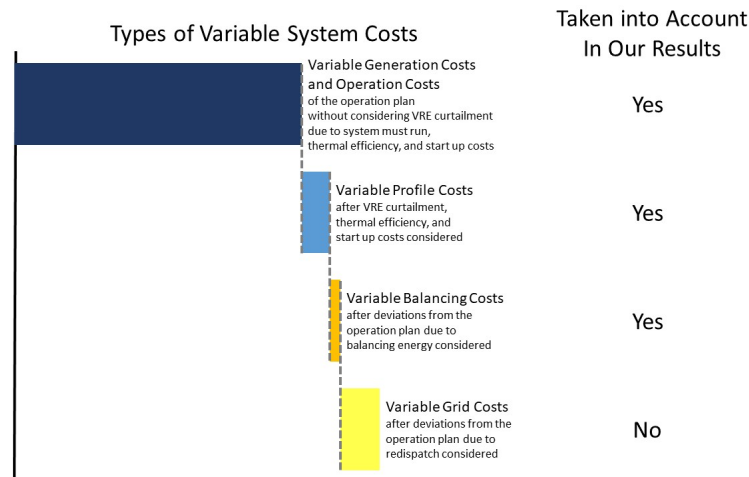 Types of Variable System Costs
Taken into Account
In Our Results
Variable Generation Costs
and Operation Costs
of the operation plan
without considering VRE curtailment
due to system must run,
thermal efficiency, and start up costs
Yes
Variable Profile Costs
after VRE curtailment,
thermal efficiency, and
start up costs considered
Yes
Variable Balancing Costs
after deviations from the
operation plan due to
balancing energy considered
Yes
Variable Grid Costs
after deviations from the
operation plan due to
redispatch considered
No